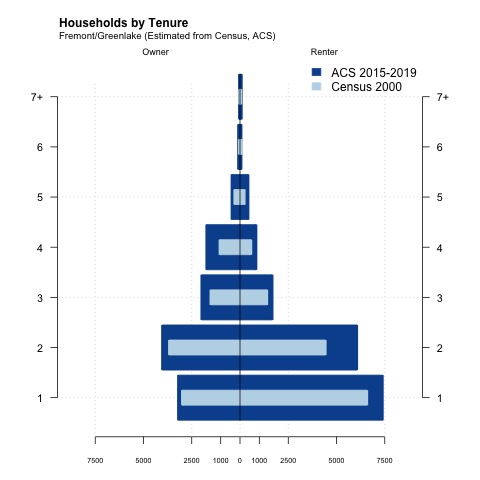 Households by Tenure
Fremont/Greenlake (Estimated from Census, ACS)
Owner Renter
ACS 2015-2019
Census 2000
7+ 7+
6 6
5 5
4 4
3 3
2 2
1 1
7500 5000 2500 1000 0 1000 2500 5000 7500